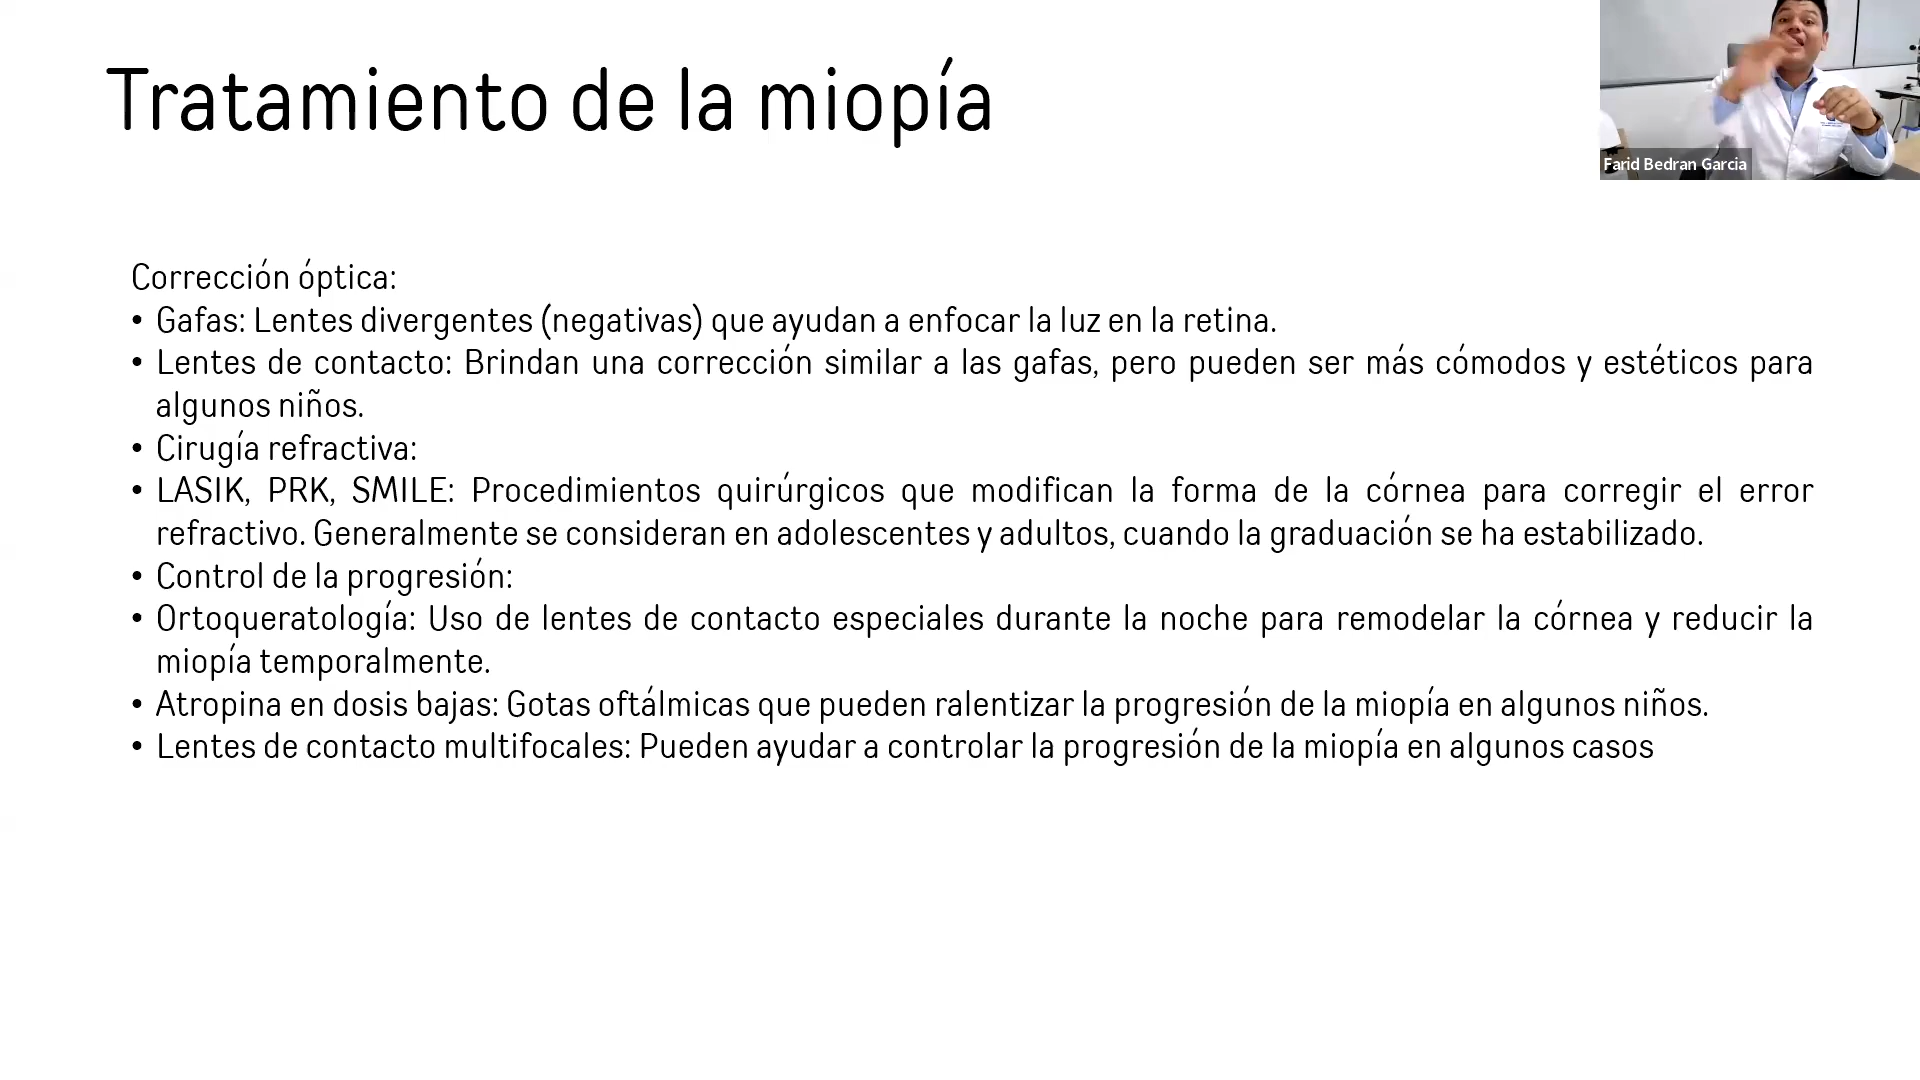 Tratamiento de la miopía
Farid Bedran Garcia
Corrección óptica:
• Gafas: Lentes divergentes (negativas) que ayudan a enfocar la luz en la retina.
• Lentes de contacto: Brindan una corrección similar a las gafas, pero pueden ser más cómodos y estéticos para
algunos niños.
• Cirugía refractiva:
• LASIK, PRK, SMILE: Procedimientos quirúrgicos que modifican la forma de la córnea para corregir el error
refractivo. Generalmente se consideran en adolescentes y adultos, cuando la graduación se ha estabilizado.
• Control de la progresión:
• Ortoqueratología: Uso de lentes de contacto especiales durante la noche para remodelar la córnea y reducir la
miopía temporalmente.
• Atropina en dosis bajas: Gotas oftálmicas que pueden ralentizar la progresión de la miopía en algunos niños.
• Lentes de contacto multifocales: Pueden ayudar a controlar la progresión de la miopía en algunos casos